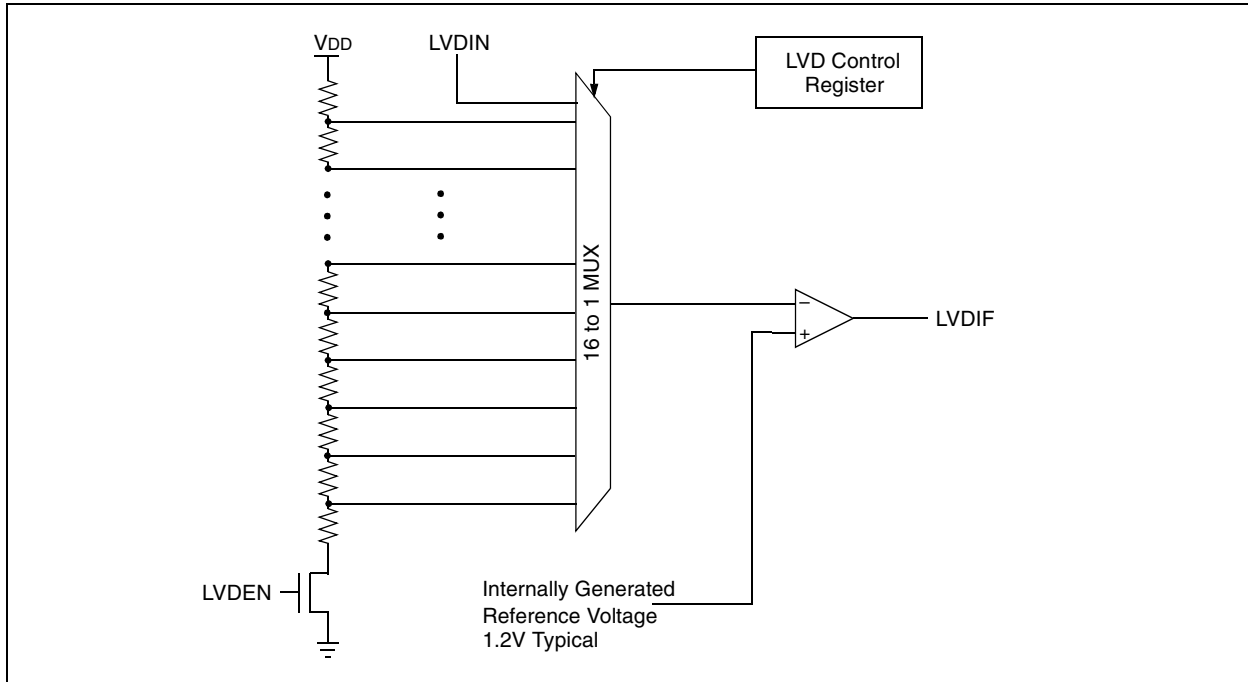 VDD
LVDIN
LVD Control
Register
16 to 1 MUX
−
+
LVDIF
LVDEN
Internally Generated
Reference Voltage
1.2V Typical